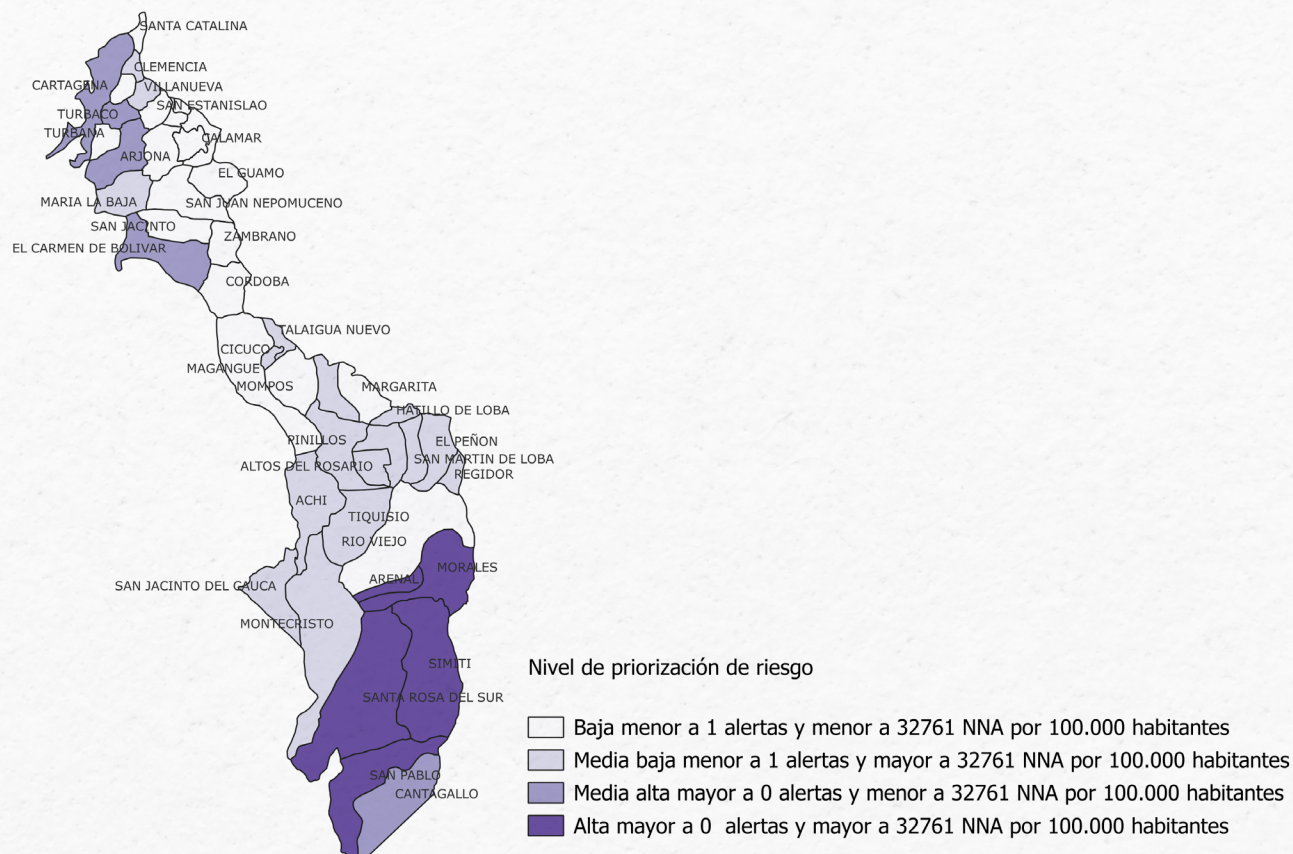 SANTA CATALINA
CLEMENCIA
CARTAGENA
VILLANUEVA
SAN ESTANISLAO
TURBACO
TURBANA
CALAMAR
ARJONA
EL GUAMO
MARIA LA BAJA
SAN JUAN NEPOMUCENO
SAN JACINTO
ZAMBRANO
EL CARMEN DE BOLIVAR
CORDOBA
TALAIGUA NUEVO
CICUCO
MAGANGUE
MOMPOS
MARGARITA
HATILLO DE LOBA
PINILLOS
EL PEÑON
SAN MARTIN DE LOBA
ALTOS DEL ROSARIO
REGIDOR
ACHI
TIQUISIO
RIO VIEJO
MORALES
ARENAL
SAN JACINTO DEL CAUCA
MONTECRISTO
SIMITI
SANTA ROSA DEL SUR
SAN PABLO
CANTAGALLO
Nivel de priorización de riesgo
Baja menor a 1 alertas y menor a 32761 NNA por 100.000 habitantes
Media baja menor a 1 alertas y mayor a 32761 NNA por 100.000 habitantes
Media alta mayor a 0 alertas y menor a 32761 NNA por 100.000 habitantes
Alta mayor a 0 alertas y mayor a 32761 NNA por 100.000 habitantes